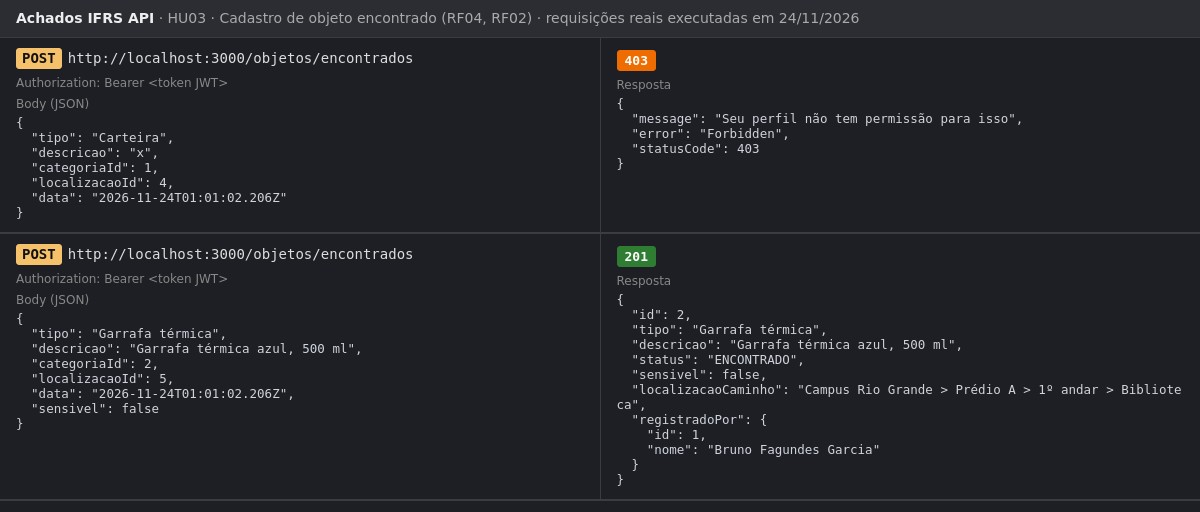 Achados IFRS API · HU03 · Cadastro de objeto encontrado (RF04, RF02) · requisições reais executadas em 24/11/2026
POST http://localhost:3000/objetos/encontrados
Authorization: Bearer <token JWT>
Body (JSON)
{
  "tipo": "Carteira",
  "descricao": "x",
  "categoriaId": 1,
  "localizacaoId": 4,
  "data": "2026-11-24T01:01:02.206Z"
}
403
Resposta
{
  "message": "Seu perfil não tem permissão para isso",
  "error": "Forbidden",
  "statusCode": 403
}
POST http://localhost:3000/objetos/encontrados
Authorization: Bearer <token JWT>
Body (JSON)
{
  "tipo": "Garrafa térmica",
  "descricao": "Garrafa térmica azul, 500 ml",
  "categoriaId": 2,
  "localizacaoId": 5,
  "data": "2026-11-24T01:01:02.206Z",
  "sensivel": false
}
201
Resposta
{
  "id": 2,
  "tipo": "Garrafa térmica",
  "descricao": "Garrafa térmica azul, 500 ml",
  "status": "ENCONTRADO",
  "sensivel": false,
  "localizacaoCaminho": "Campus Rio Grande > Prédio A > 1º andar > Bibliote
ca",
  "registradoPor": {
    "id": 1,
    "nome": "Bruno Fagundes Garcia"
  }
}